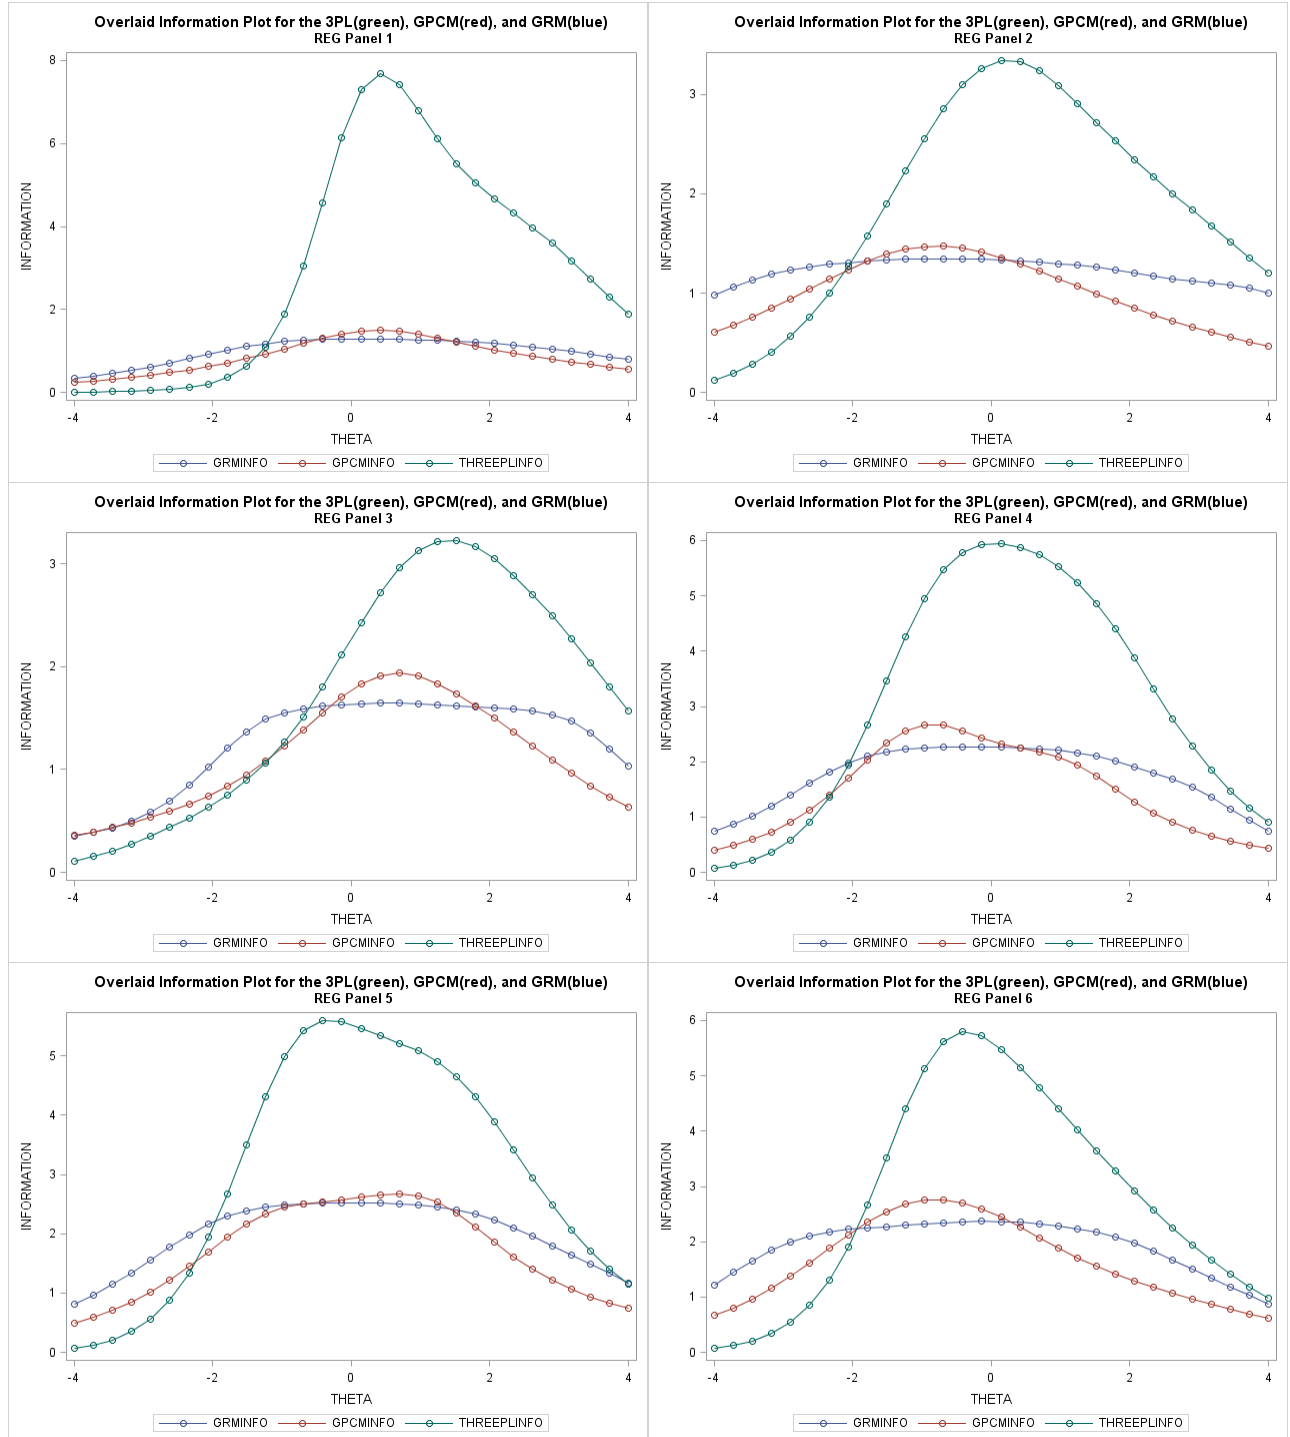 Overlaid Information Plot for the 3PL(green), GPCM(red), and GRM(blue)
REG Panel 1
8
6
4
2
0
INFORMATION
-4 -2 0 2 4
THETA
GRMINFO GPCMINFO THREEPLINFO
Overlaid Information Plot for the 3PL(green), GPCM(red), and GRM(blue)
REG Panel 2
3
2
1
0
INFORMATION
-4 -2 0 2 4
THETA
GRMINFO GPCMINFO THREEPLINFO
Overlaid Information Plot for the 3PL(green), GPCM(red), and GRM(blue)
REG Panel 3
3
2
1
0
INFORMATION
-4 -2 0 2 4
THETA
GRMINFO GPCMINFO THREEPLINFO
Overlaid Information Plot for the 3PL(green), GPCM(red), and GRM(blue)
REG Panel 4
6
5
4
3
2
1
0
INFORMATION
-4 -2 0 2 4
THETA
GRMINFO GPCMINFO THREEPLINFO
Overlaid Information Plot for the 3PL(green), GPCM(red), and GRM(blue)
REG Panel 5
5
4
3
2
1
0
INFORMATION
-4 -2 0 2 4
THETA
GRMINFO GPCMINFO THREEPLINFO
Overlaid Information Plot for the 3PL(green), GPCM(red), and GRM(blue)
REG Panel 6
6
5
4
3
2
1
0
INFORMATION
-4 -2 0 2 4
THETA
GRMINFO GPCMINFO THREEPLINFO